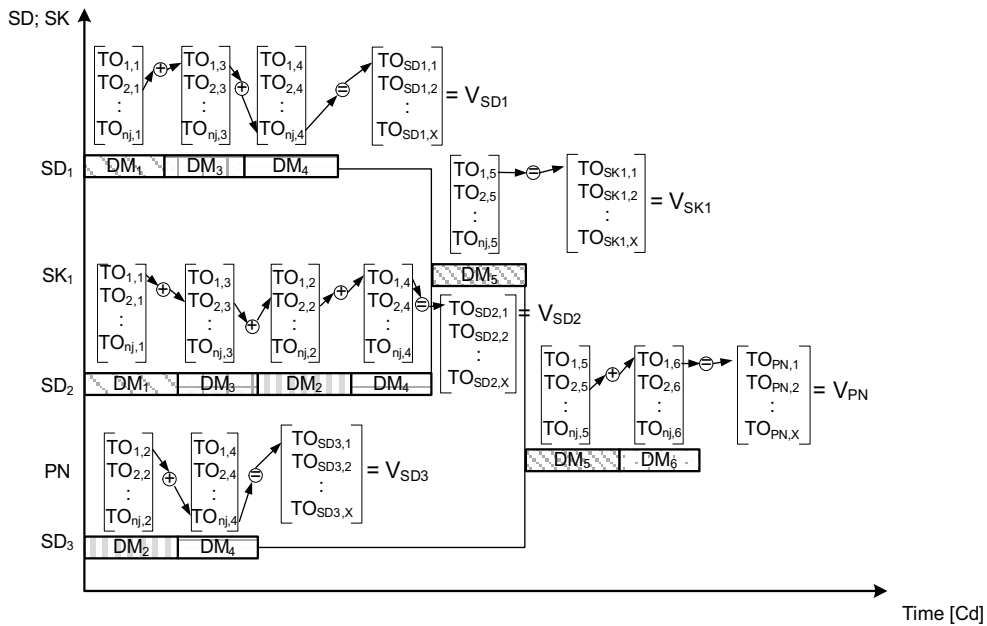 SD; SK
TO1,1 TO1,3 TO1,4 TOSD1,1
TO2,1 + TO2,3 + TO2,4 = TOSD1,2 = VSD1
: : : :
TOnj,1 TOnj,3 TOnj,4 TOSD1,X
SD1 DM1 DM3 DM4
TO1,5 = TOSK1,1
TO2,5 TOSK1,2 = VSK1
: :
TOnj,5 TOSK1,X
SK1 DM5
TO1,1 TO1,3 TO1,2 TO1,4 TOSD2,1
TO2,1 + TO2,3 + TO2,2 + TO2,4 = TOSD2,2 = VSD2
: : : : :
TOnj,1 TOnj,3 TOnj,2 TOnj,4 TOSD2,X
SD2 DM1 DM3 DM2 DM4
TO1,5 TO1,6 = TOPN,1
TO2,5 + TO2,6 TOPN,2 = VPN
: : :
TOnj,5 TOnj,6 TOPN,X
PN DM5 DM6
TO1,2 TO1,4 TOSD3,1
TO2,2 + TO2,4 = TOSD3,2 = VSD3
: : :
TOnj,2 TOnj,4 TOSD3,X
SD3 DM2 DM4
Time [Cd]